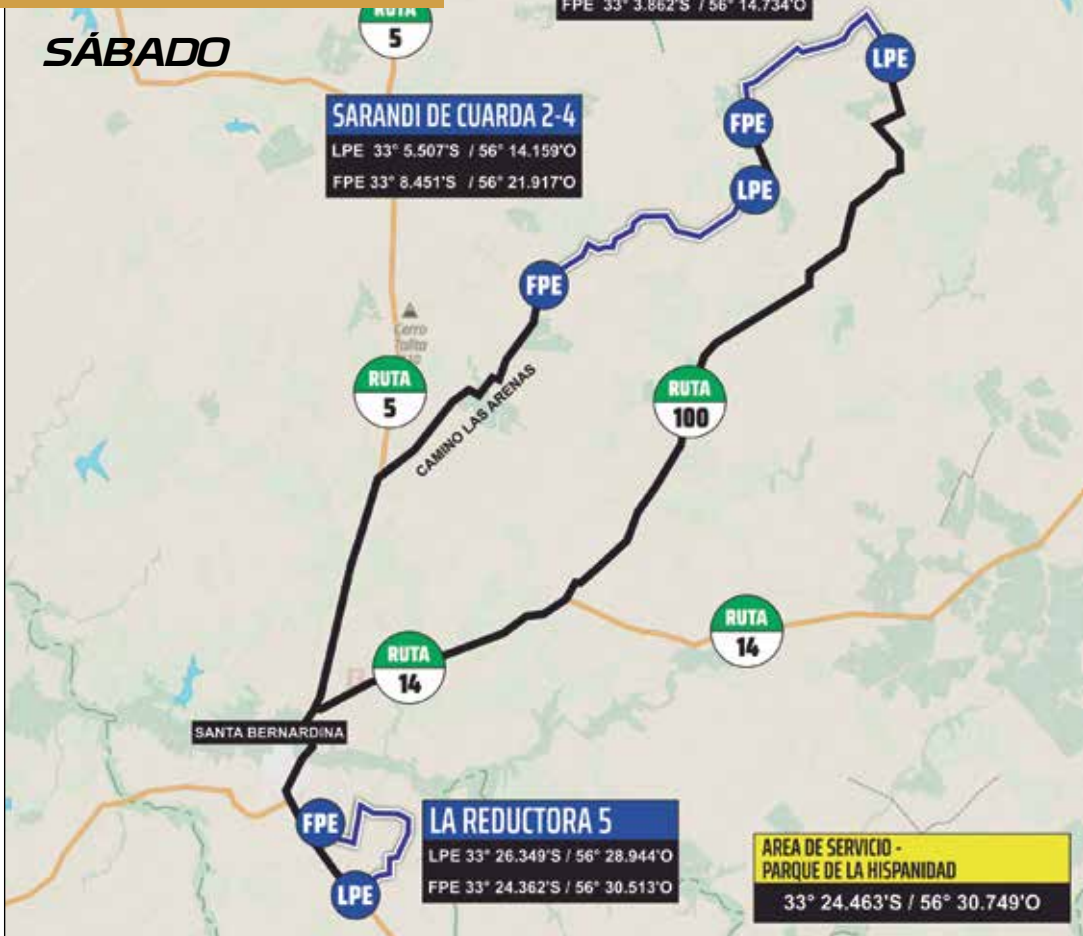 FPE 33° 3.862'S / 56° 14.734'O
RUTA
5
SÁBADO
LPE
SARANDI DE CUARDA 2-4
LPE 33° 5.507'S / 56° 14.159'O
FPE 33° 8.451'S / 56° 21.917'O
FPE
LPE
FPE
Cerro
RUTA
5
CAMINO LAS ARENAS
RUTA
100
RUTA
14
RUTA
14
SANTA BERNARDINA
FPE
LA REDUCTORA 5
LPE 33° 26.349'S / 56° 28.944'O
FPE 33° 24.362'S / 56° 30.513'O
LPE
AREA DE SERVICIO -
PARQUE DE LA HISPANIDAD
33° 24.463'S / 56° 30.749'O